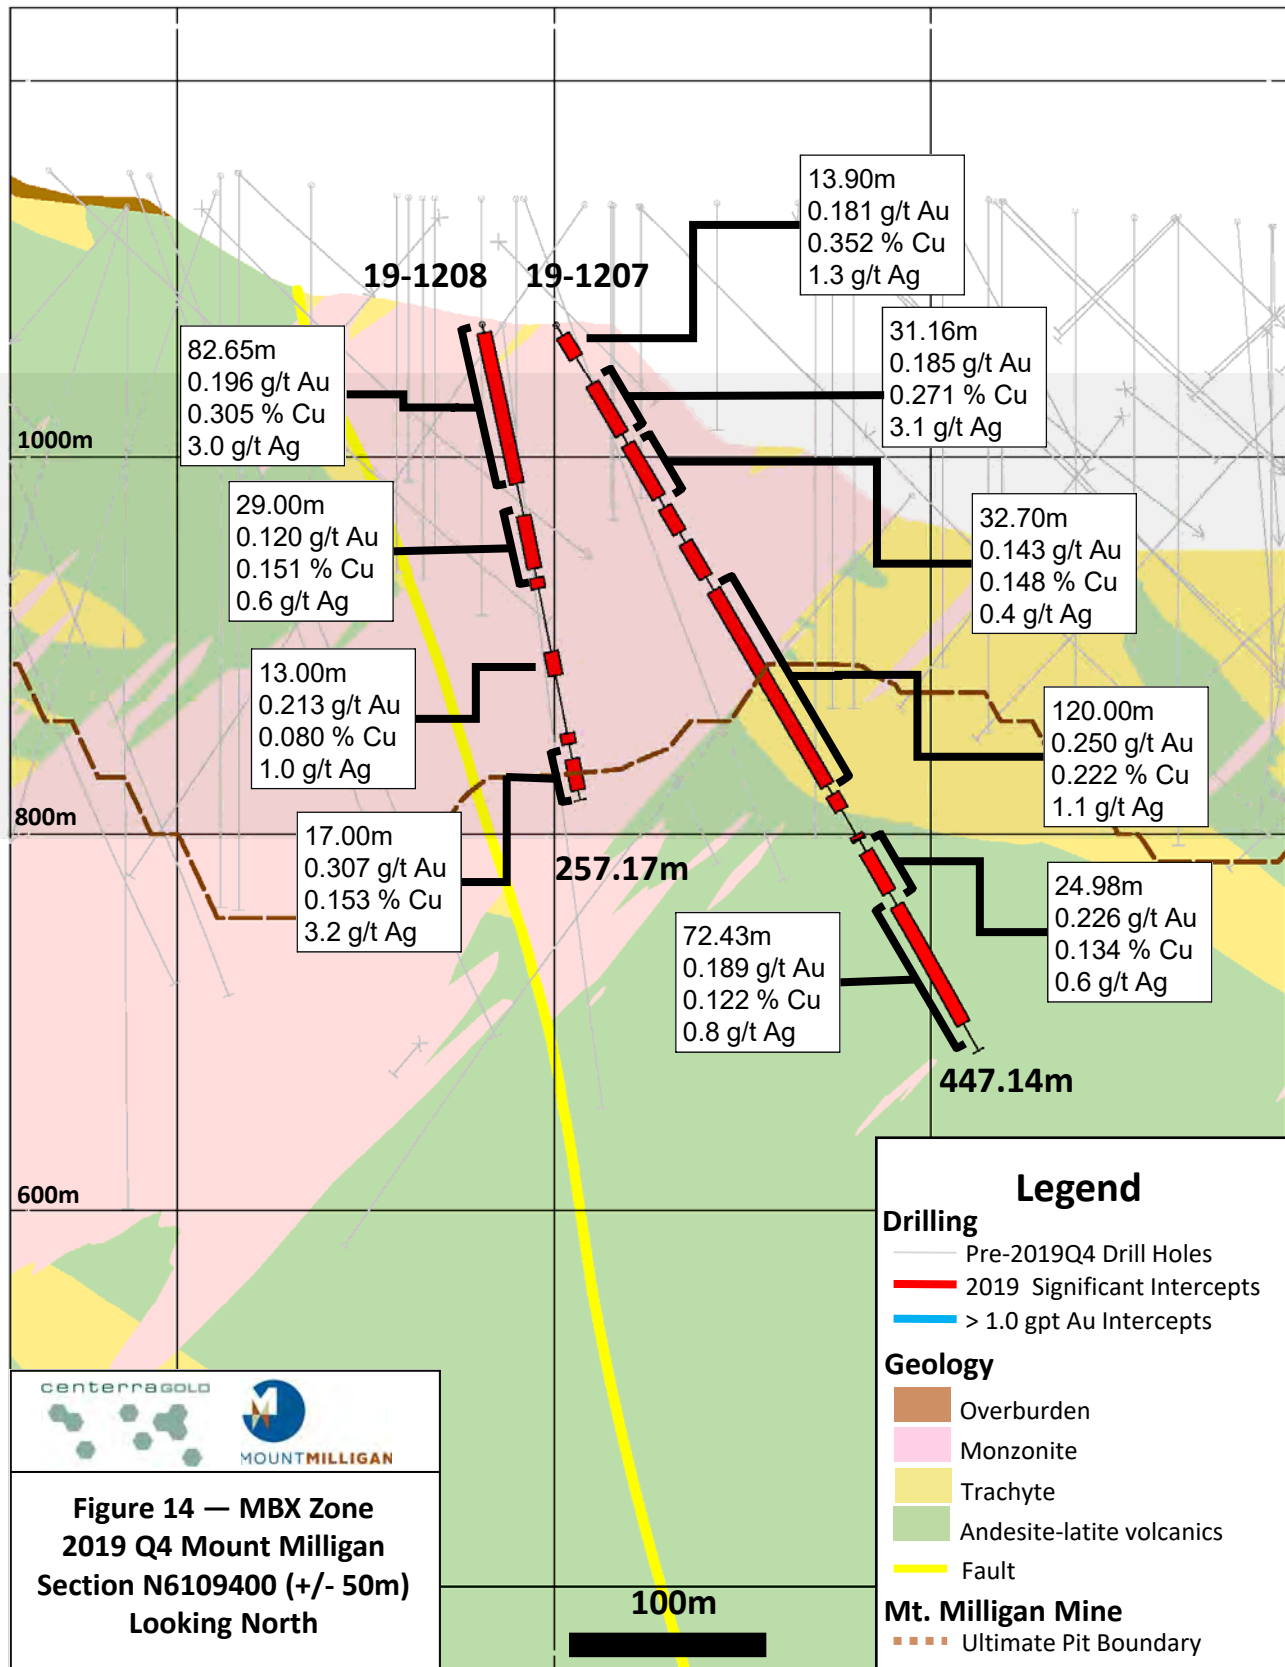 13.90m
0.181 g/t Au
0.352 % Cu
1.3 g/t Ag
19-1208
19-1207
82.65m
0.196 g/t Au
0.305 % Cu
3.0 g/t Ag
31.16m
0.185 g/t Au
0.271 % Cu
3.1 g/t Ag
1000m
29.00m
0.120 g/t Au
0.151 % Cu
0.6 g/t Ag
32.70m
0.143 g/t Au
0.148 % Cu
0.4 g/t Ag
13.00m
0.213 g/t Au
0.080 % Cu
1.0 g/t Ag
120.00m
0.250 g/t Au
0.222 % Cu
1.1 g/t Ag
800m
17.00m
0.307 g/t Au
0.153 % Cu
3.2 g/t Ag
257.17m
24.98m
0.226 g/t Au
0.134 % Cu
0.6 g/t Ag
72.43m
0.189 g/t Au
0.122 % Cu
0.8 g/t Ag
447.14m
600m
Legend
Drilling
Pre-2019Q4 Drill Holes
2019 Significant Intercepts
> 1.0 gpt Au Intercepts
Geology
Overburden
Monzonite
Trachyte
Andesite-latite volcanics
Fault
Mt. Milligan Mine
Ultimate Pit Boundary
centerraGOLD
MOUNTMILLIGAN
Figure 14 — MBX Zone
2019 Q4 Mount Milligan
Section N6109400 (+/- 50m)
Looking North
100m